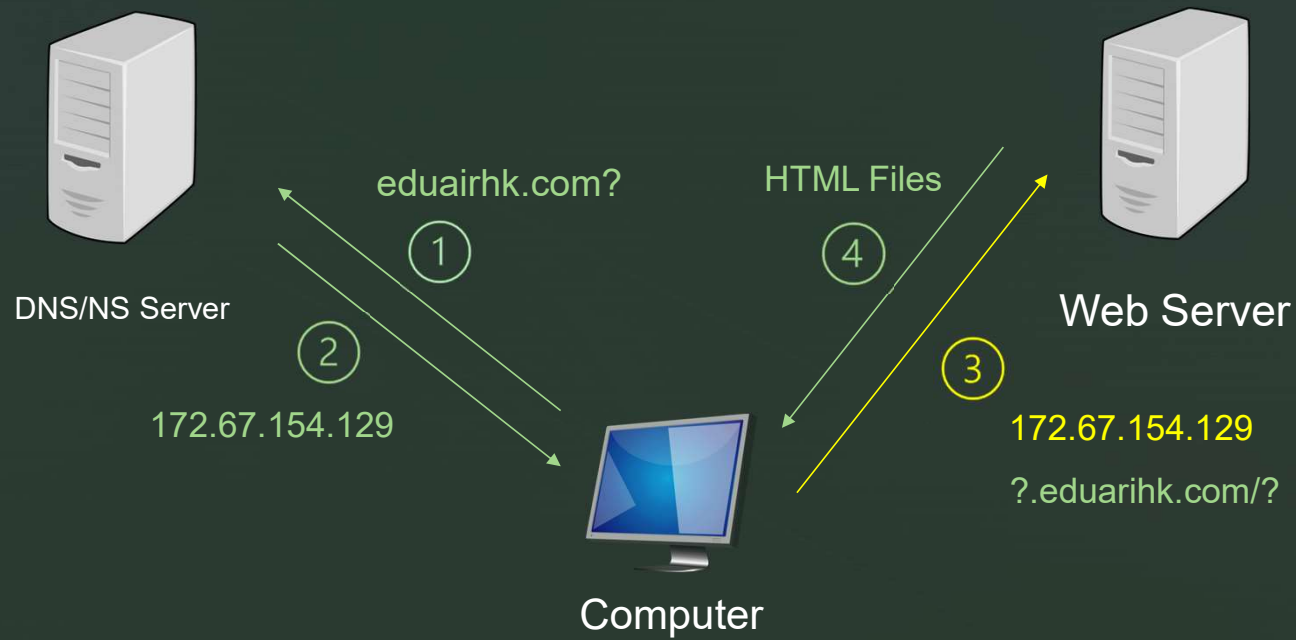 eduairhk.com?
HTML Files
1
4
DNS/NS Server
Web Server
2
3
172.67.154.129
172.67.154.129
?.eduarihk.com/?
Computer